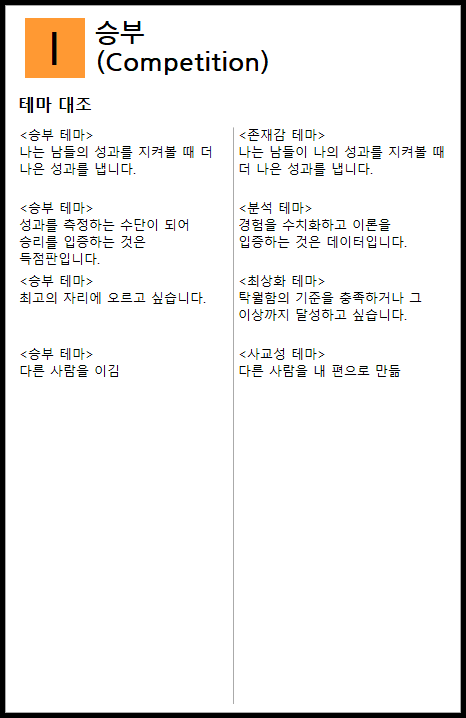 I
승부
(Competition)
테마 대조
<승부 테마>
나는 남들의 성과를 지켜볼 때 더
나은 성과를 냅니다.
<존재감 테마>
나는 남들이 나의 성과를 지켜볼 때
더 나은 성과를 냅니다.
<승부 테마>
성과를 측정하는 수단이 되어
승리를 입증하는 것은
득점판입니다.
<분석 테마>
경험을 수치화하고 이론을
입증하는 것은 데이터입니다.
<승부 테마>
최고의 자리에 오르고 싶습니다.
<최상화 테마>
탁월함의 기준을 충족하거나 그
이상까지 달성하고 싶습니다.
<승부 테마>
다른 사람을 이김
<사교성 테마>
다른 사람을 내 편으로 만듦